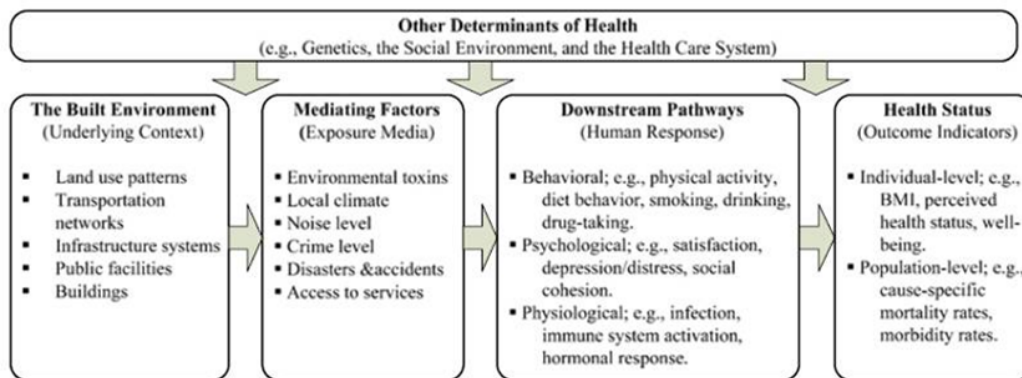 Other Determinants of Health
(e.g., Genetics, the Social Environment, and the Health Care System)
The Built Environment
(Underlying Context)
▪ Land use patterns
▪ Transportation
networks
▪ Infrastructure systems
▪ Public facilities
▪ Buildings
Mediating Factors
(Exposure Media)
▪ Environmental toxins
▪ Local climate
▪ Noise level
▪ Crime level
▪ Disasters &accidents
▪ Access to services
Downstream Pathways
(Human Response)
▪ Behavioral; e.g., physical activity,
diet behavior, smoking, drinking,
drug-taking.
▪ Psychological; e.g., satisfaction,
depression/distress, social
cohesion.
▪ Physiological; e.g., infection,
immune system activation,
hormonal response.
Health Status
(Outcome Indicators)
▪ Individual-level; e.g.,
BMI, perceived
health status, well-
being.
▪ Population-level; e.g.,
cause-specific
mortality rates,
morbidity rates.